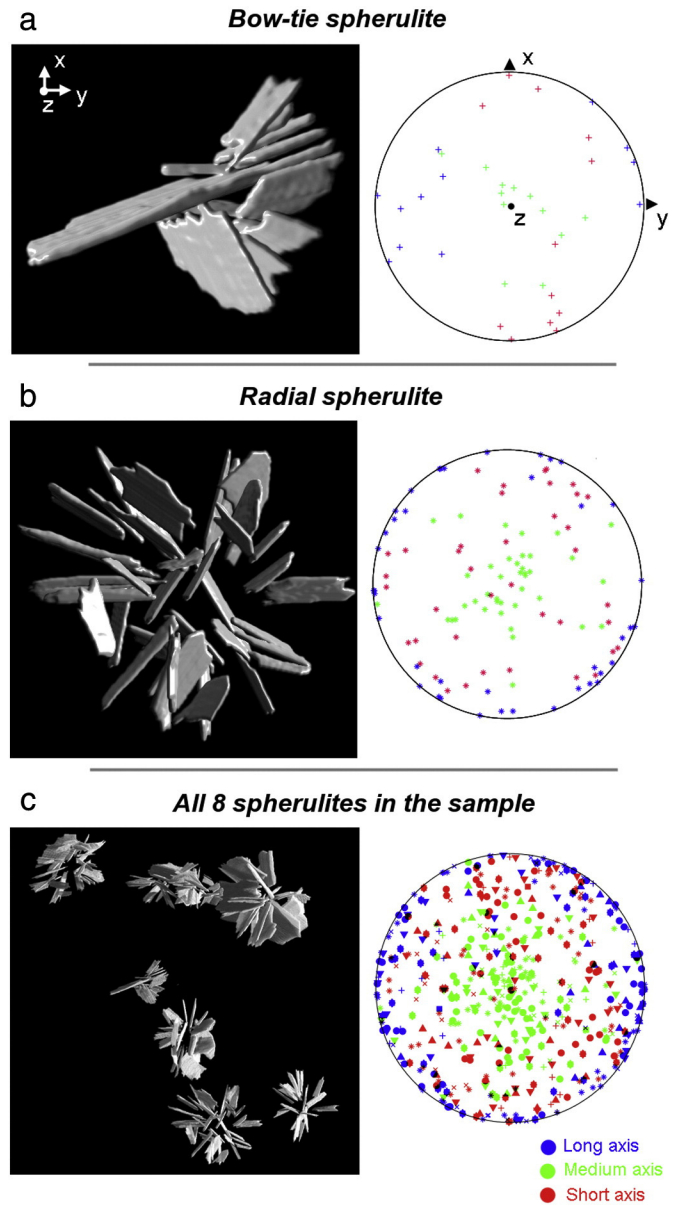 a
Bow-tie spherulite
x
y
z
x
y
z
b
Radial spherulite
c
All 8 spherulites in the sample
Long axis
Medium axis
Short axis